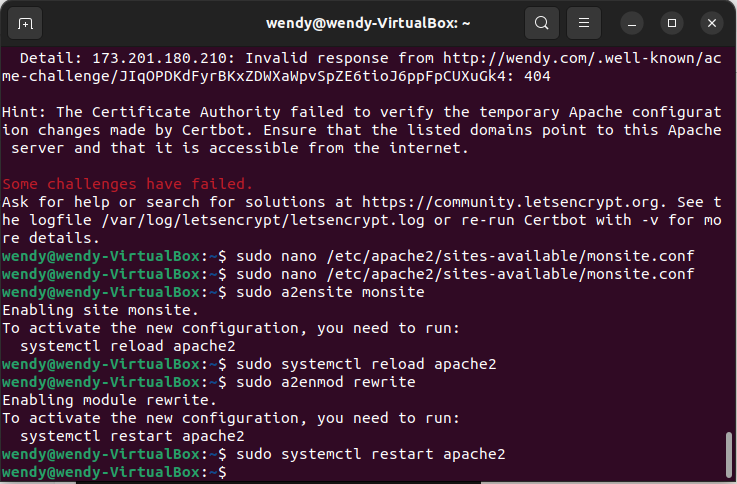 wendy@wendy-VirtualBox: ~
Detail: 173.201.180.210: Invalid response from http://wendy.com/.well-known/ac
me-challenge/JIqOPDKdFyrBKxZDWXaWpvSpZE6tioJ6ppFpCUXuGk4: 404
Hint: The Certificate Authority failed to verify the temporary Apache configurat
ion changes made by Certbot. Ensure that the listed domains point to this Apache
server and that it is accessible from the internet.
Some challenges have failed.
Ask for help or search for solutions at https://community.letsencrypt.org. See t
he logfile /var/log/letsencrypt/letsencrypt.log or re-run Certbot with -v for mo
re details.
wendy@wendy-VirtualBox:~$ sudo nano /etc/apache2/sites-available/monsite.conf
wendy@wendy-VirtualBox:~$ sudo nano /etc/apache2/sites-available/monsite.conf
wendy@wendy-VirtualBox:~$ sudo a2ensite monsite
Enabling site monsite.
To activate the new configuration, you need to run:
systemctl reload apache2
wendy@wendy-VirtualBox:~$ sudo systemctl reload apache2
wendy@wendy-VirtualBox:~$ sudo a2enmod rewrite
Enabling module rewrite.
To activate the new configuration, you need to run:
systemctl restart apache2
wendy@wendy-VirtualBox:~$ sudo systemctl restart apache2
wendy@wendy-VirtualBox:~$